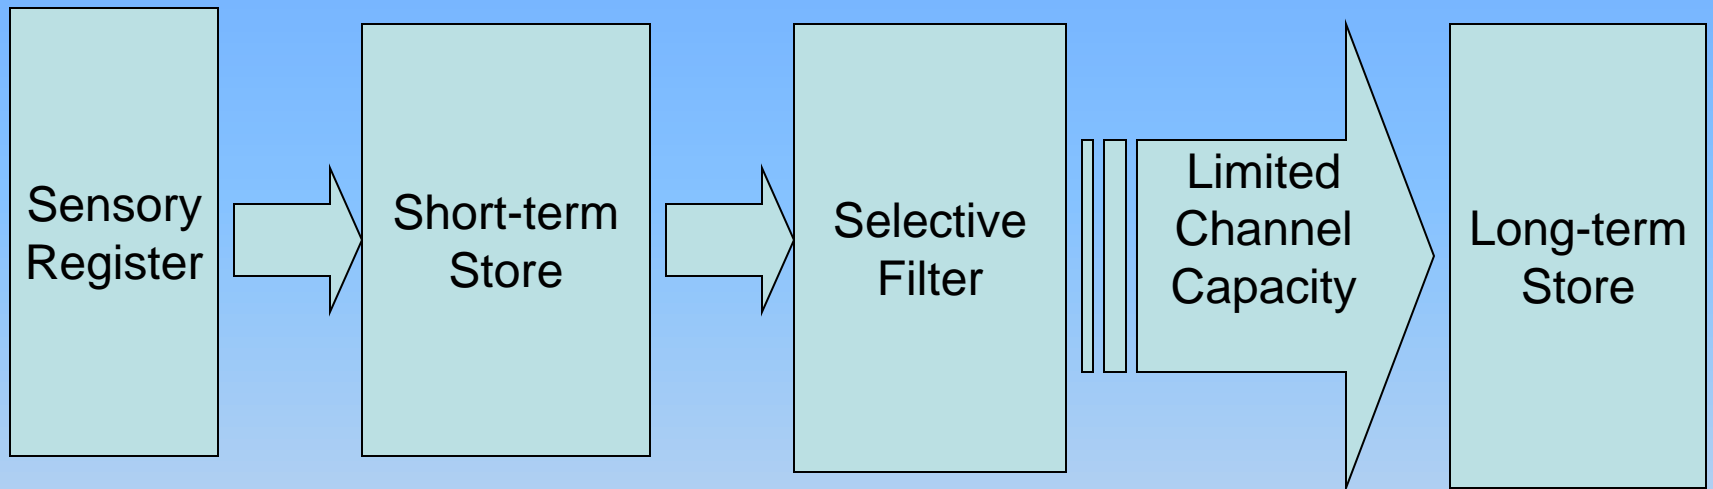 Sensory
Register
Short-term
Store
Selective
Filter
Limited
Channel
Capacity
Long-term
Store